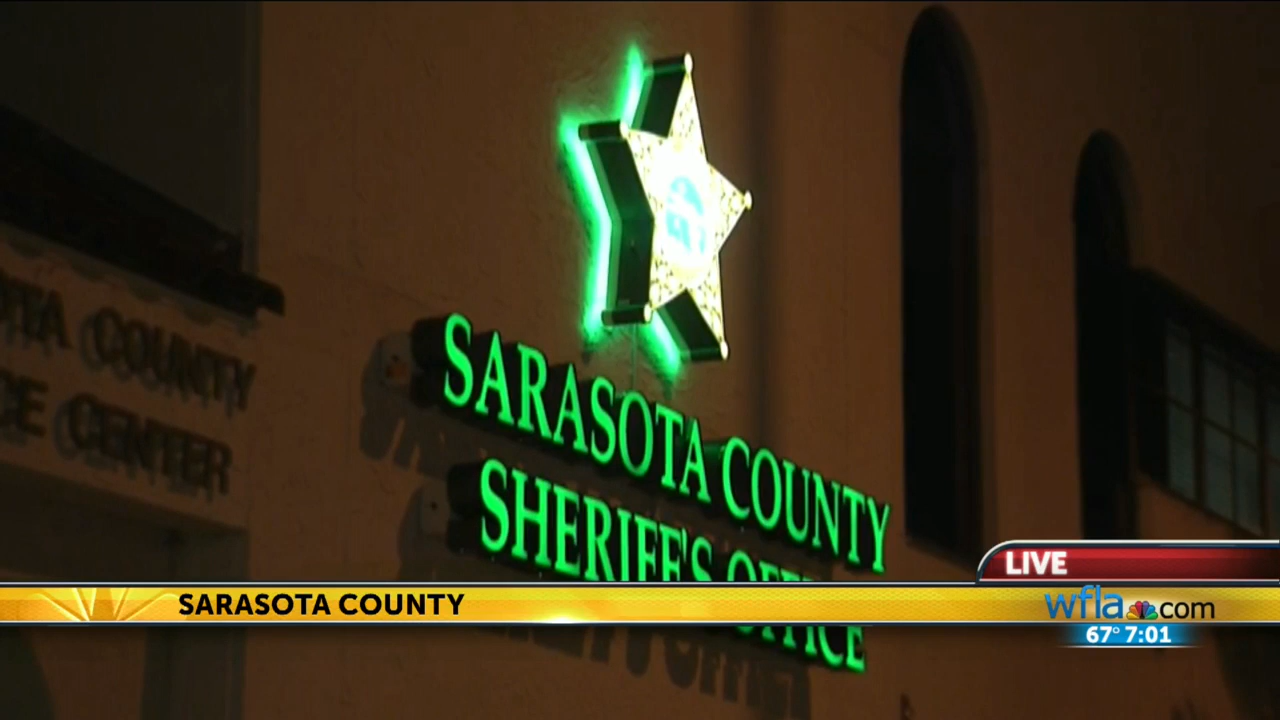 SARASOTA COUNTY
SHERIFF'S OFFICE
COUNTY
CENTER
LIVE
SARASOTA COUNTY
wfla.com
67° 7:01